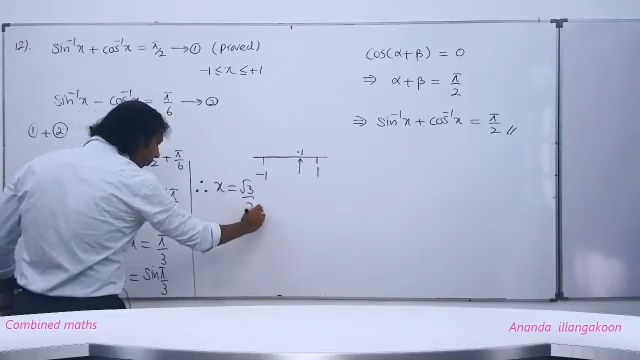 12). sin⁻¹x + cos⁻¹x = π/2 → ① (proved)
-1 ≤ x ≤ +1
sin⁻¹x - cos⁻¹x = π/6 → ②
① + ②
2 + π/6
π
x = π/3
= sin π/3
-1 1
∴ x = √3/2
cos(α+β) = 0
⇒ α+β = π/2
⇒ sin⁻¹x + cos⁻¹x = π/2 //
Combined maths
Ananda illangakoon